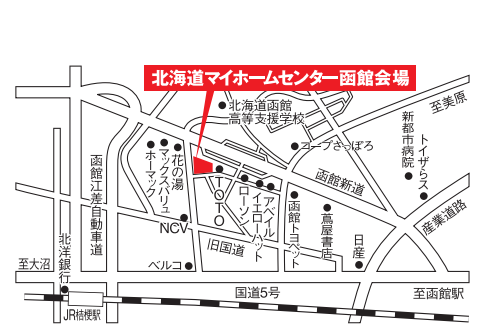 北海道マイホームセンター函館会場
北海道函館
高等支援学校
至美原
コープさっぽろ
新都市病院
トイザらス
函館新道
産業道路
花の湯
マックスバリュ
ホーマック
函館江差自動車道
TOTO
ローソン
イエローハット
アベイル
函館トヨペット
蔦屋書店
日産
NCV
旧国道
ベルコ
北洋銀行
至大沼
国道5号
至函館駅
JR桔梗駅